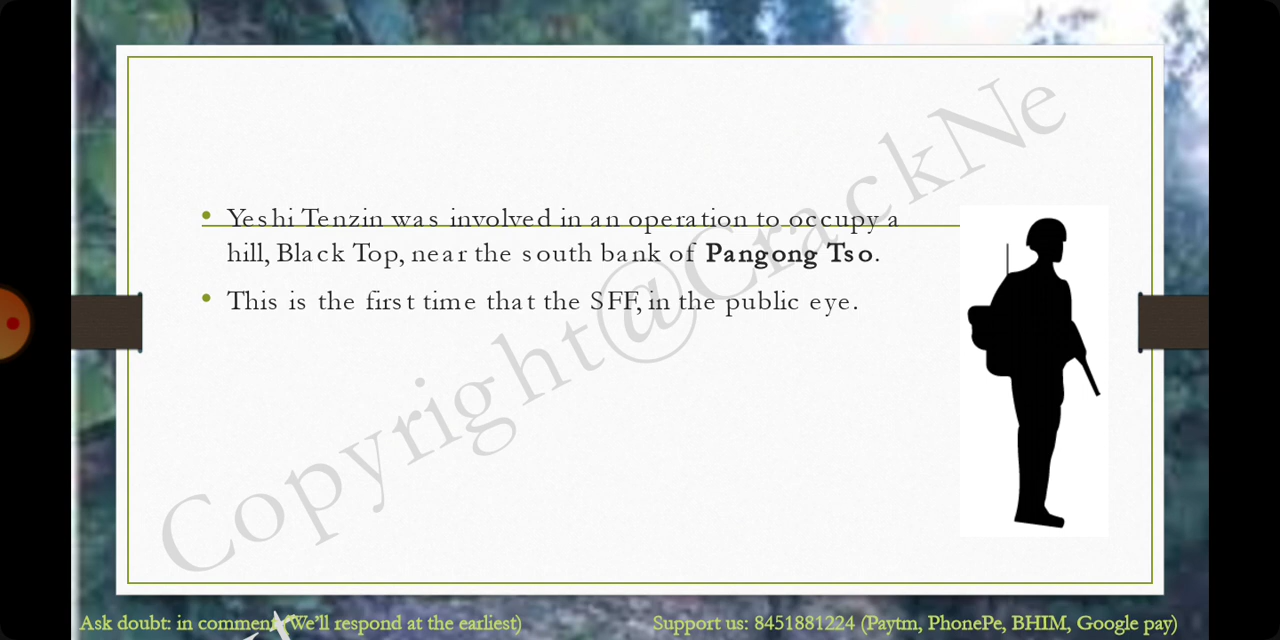 Yeshi Tenzin was involved in an operation to occupy a
hill, Black Top, near the south bank of Pangong Tso.
This is the first time that the SFF, in the public eye.
Copyright@CrackNe
Ask doubt: in comment (We'll respond at the earliest)
Support us: 8451881224 (Paytm, PhonePe, BHIM, Google pay)